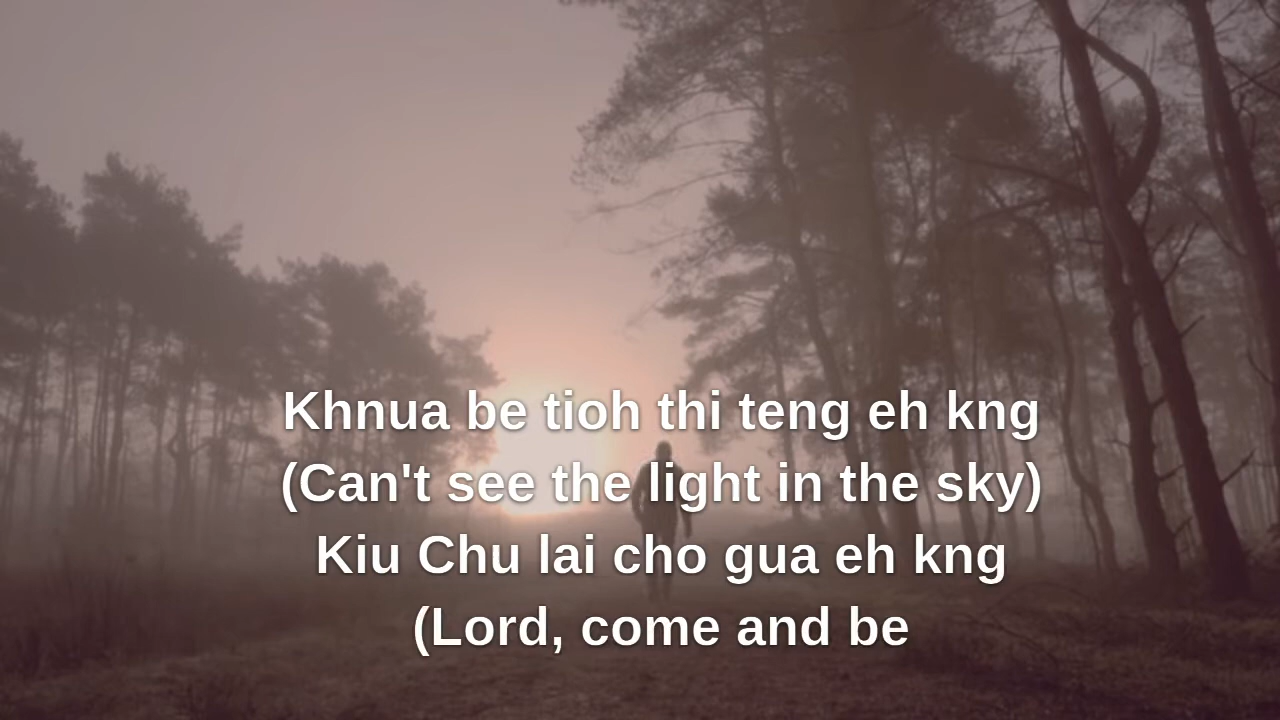 Khnua be tioh thi teng eh kng
(Can't see the light in the sky)
Kiu Chu lai cho gua eh kng
(Lord, come and be